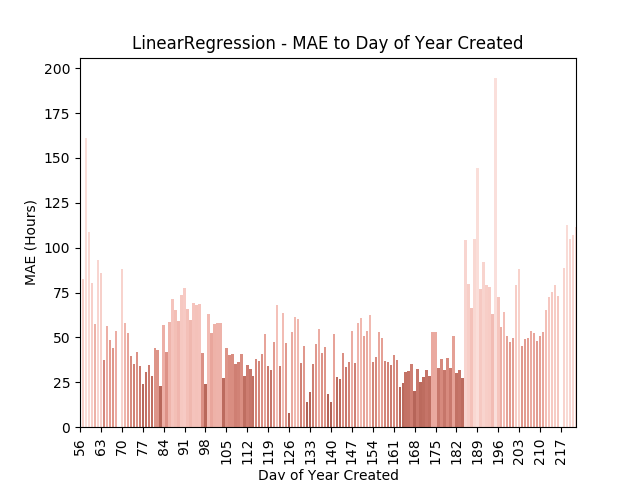 LinearRegression - MAE to Day of Year Created
MAE (Hours)
200
175
150
125
100
75
50
25
0
56 63 70 77 84 91 98 105 112 119 126 133 140 147 154 161 168 175 182 189 196 203 210 217
Day of Year Created